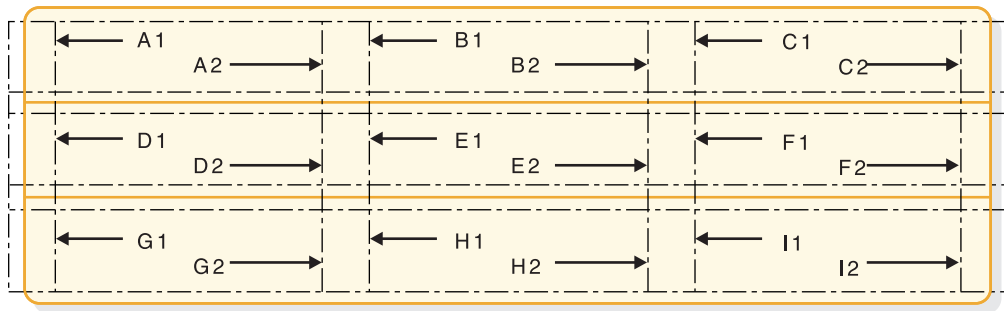 A1 B1 C1
A2 B2 C2
D1 E1 F1
D2 E2 F2
G1 H1 I1
G2 H2 I2